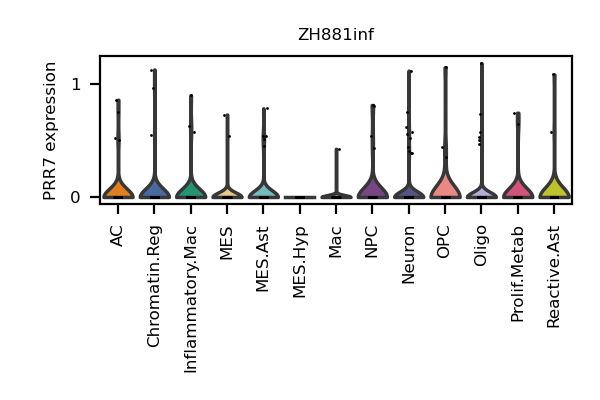 ZH881inf
PRR7 expression
1
0
AC
Chromatin.Reg
Inflammatory.Mac
MES
MES.Ast
MES.Hyp
Mac
NPC
Neuron
OPC
Oligo
Prolif.Metab
Reactive.Ast